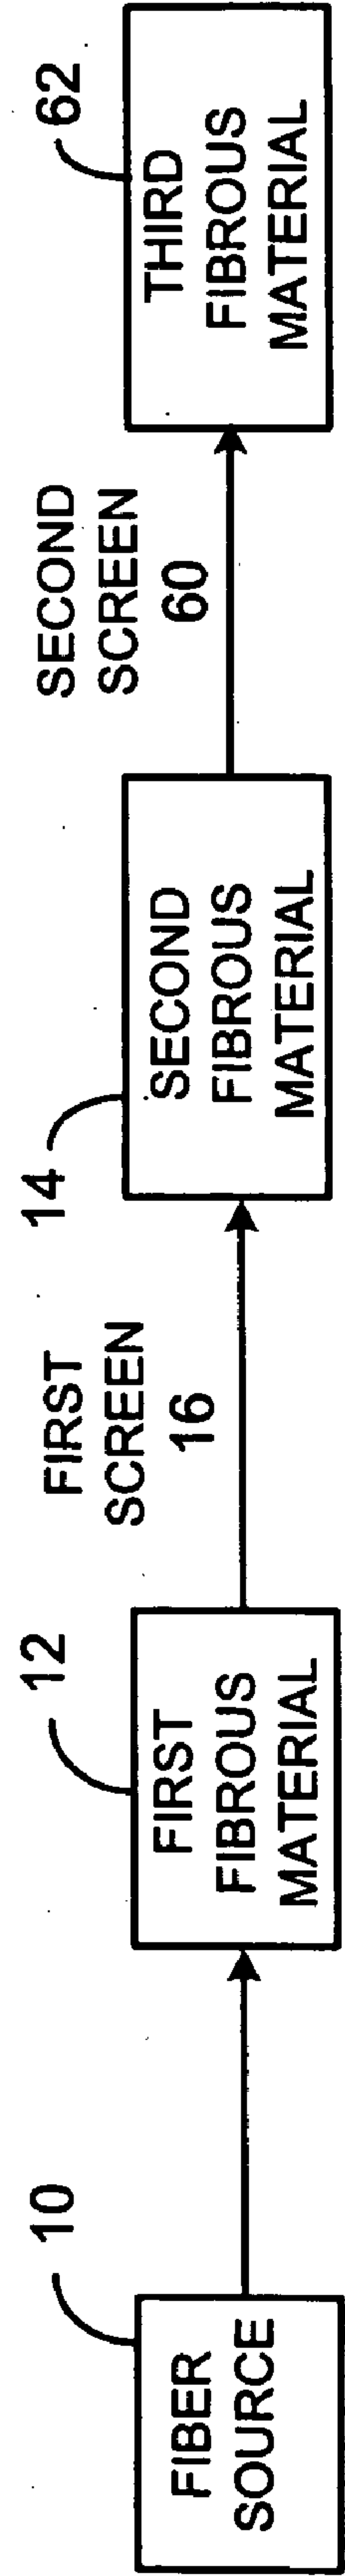 10
FIBER
SOURCE
12
FIRST
FIBROUS
MATERIAL
FIRST
SCREEN
16
14
SECOND
FIBROUS
MATERIAL
SECOND
SCREEN
60
62
THIRD
FIBROUS
MATERIAL